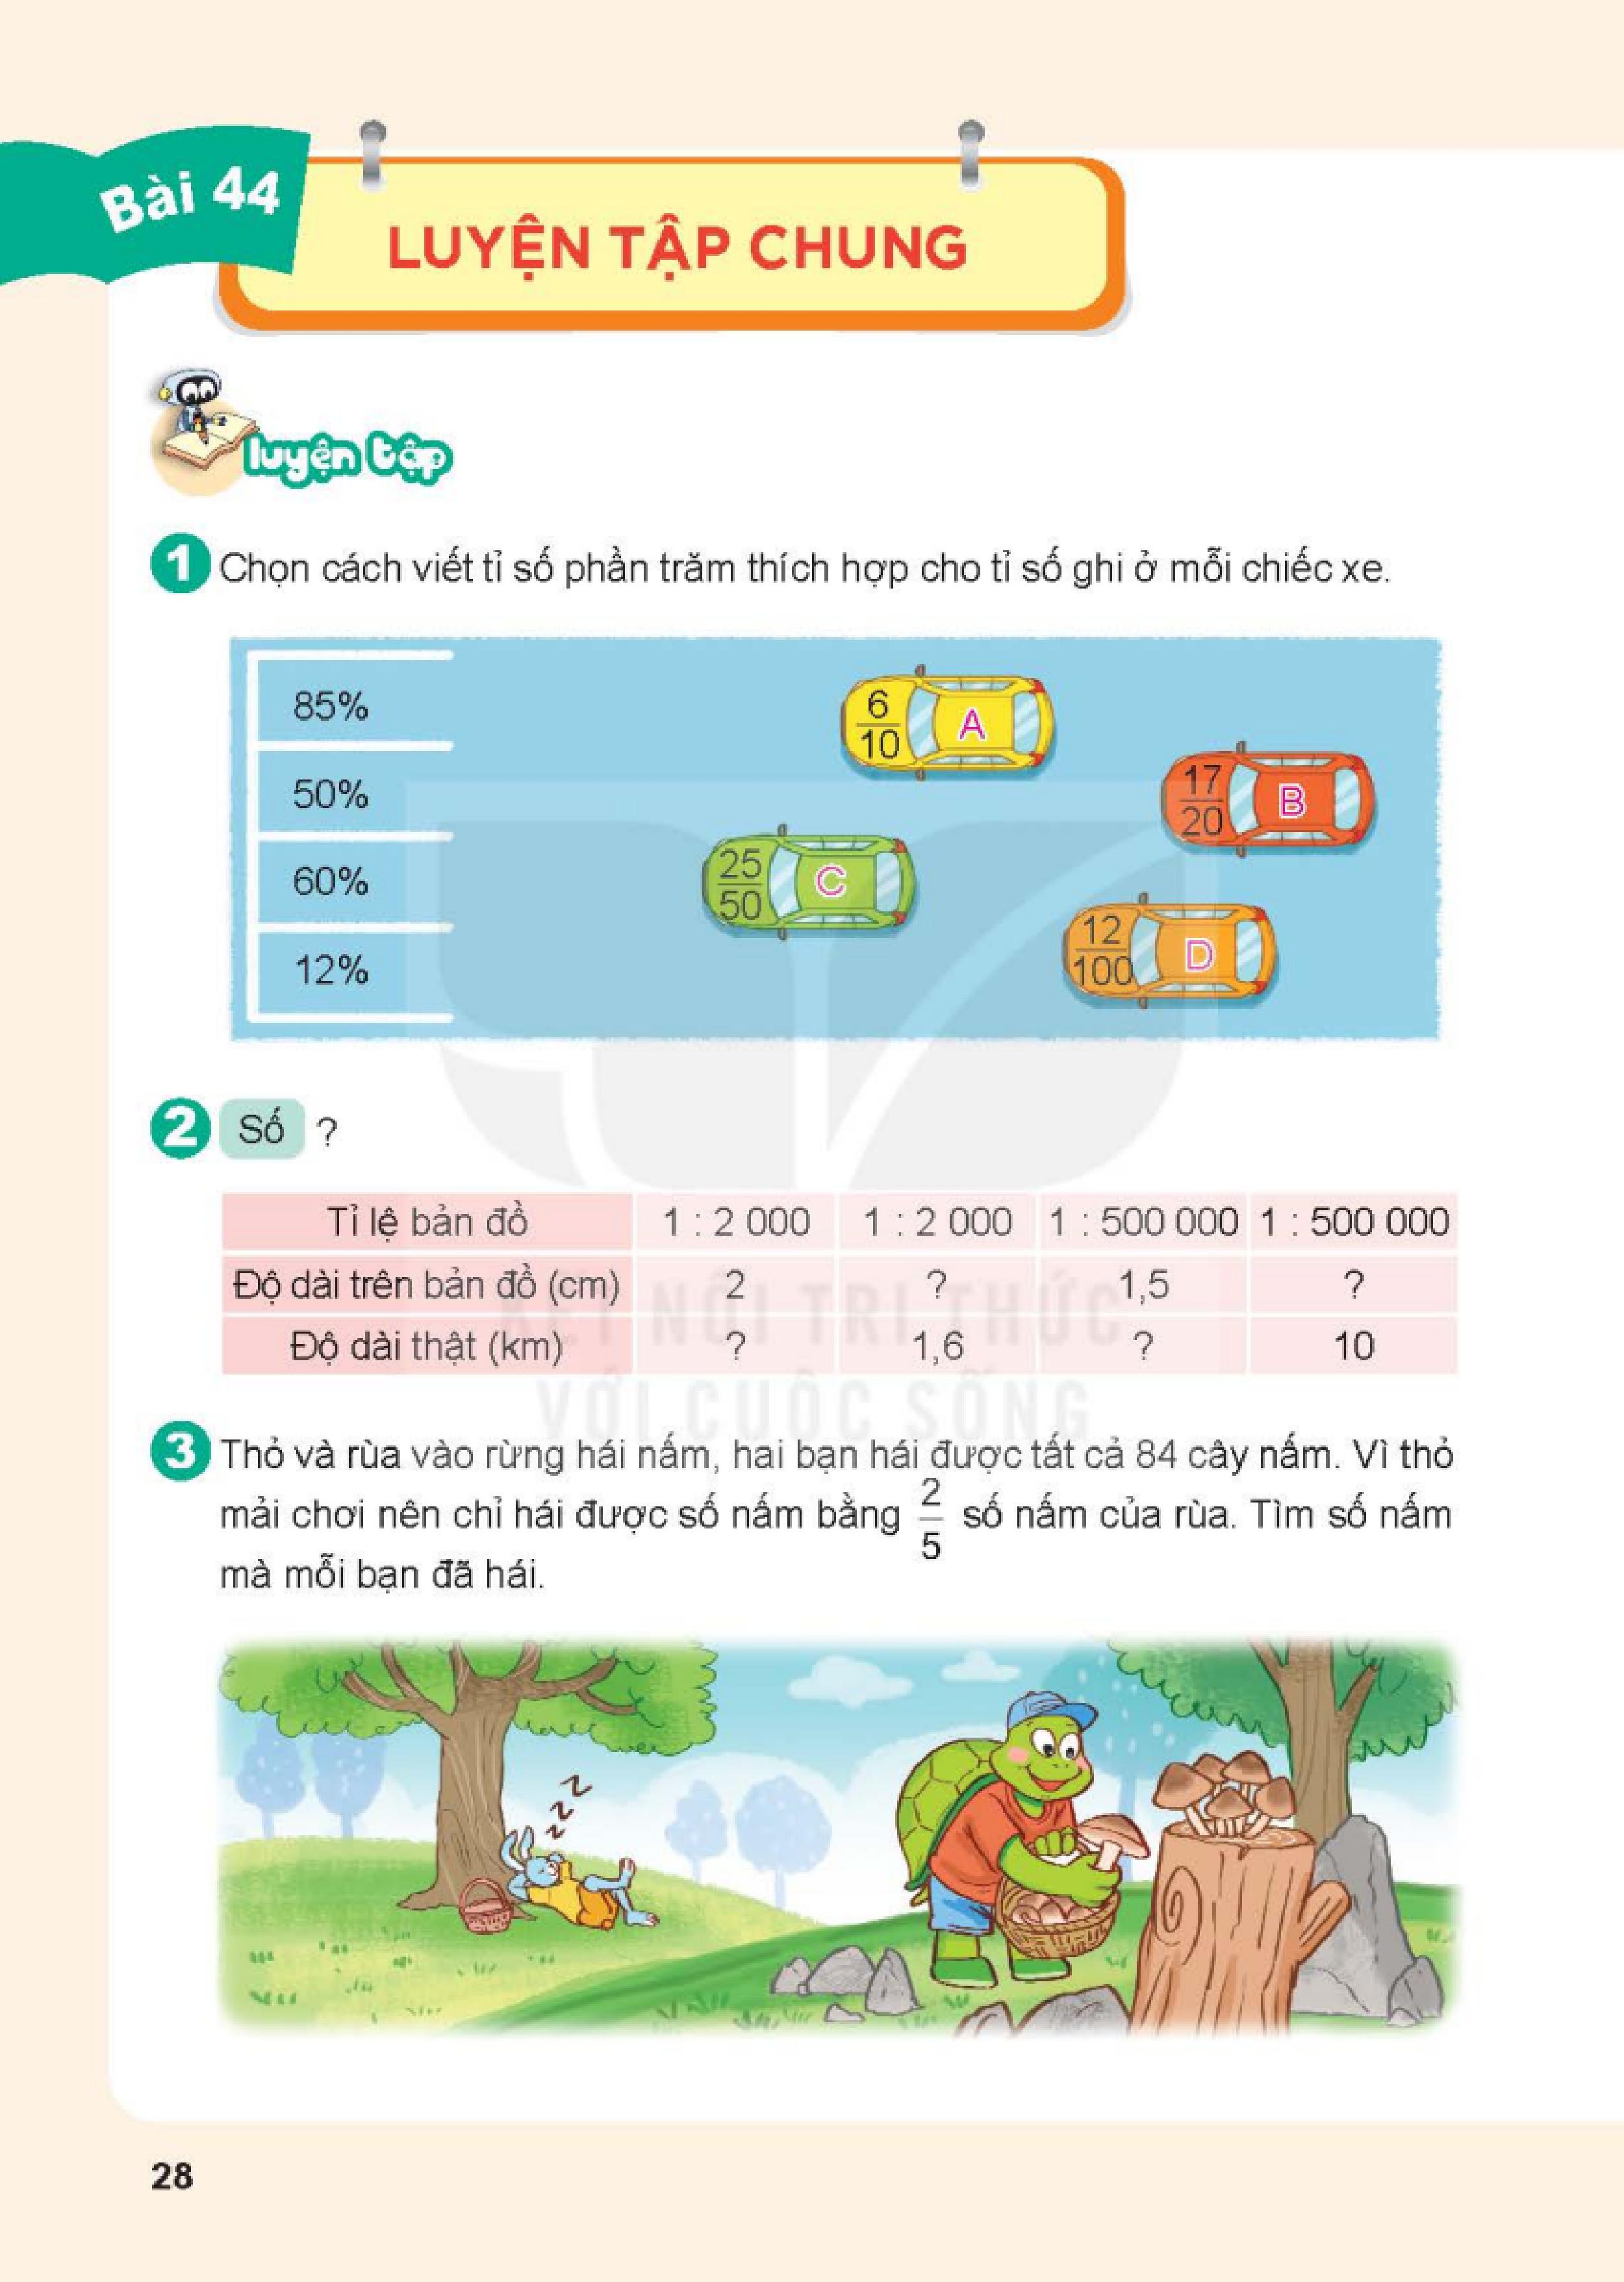 Bài 44
LUYỆN TẬP CHUNG
luyện tập
1 Chọn cách viết tỉ số phần trăm thích hợp cho tỉ số ghi ở mỗi chiếc xe.
85%
50%
60%
12%
6/10 A
17/20 B
25/50 C
12/100 D
2 Số ?
Tỉ lệ bản đồ 1 : 2 000 1 : 2 000 1 : 500 000 1 : 500 000
Độ dài trên bản đồ (cm) 2 ? 1,5 ?
Độ dài thật (km) ? 1,6 ? 10
KẾT NỐI TRI THỨC
VỚI CUỘC SỐNG
3 Thỏ và rùa vào rừng hái nấm, hai bạn hái được tất cả 84 cây nấm. Vì thỏ
mải chơi nên chỉ hái được số nấm bằng 2/5 số nấm của rùa. Tìm số nấm
mà mỗi bạn đã hái.
z z z
28